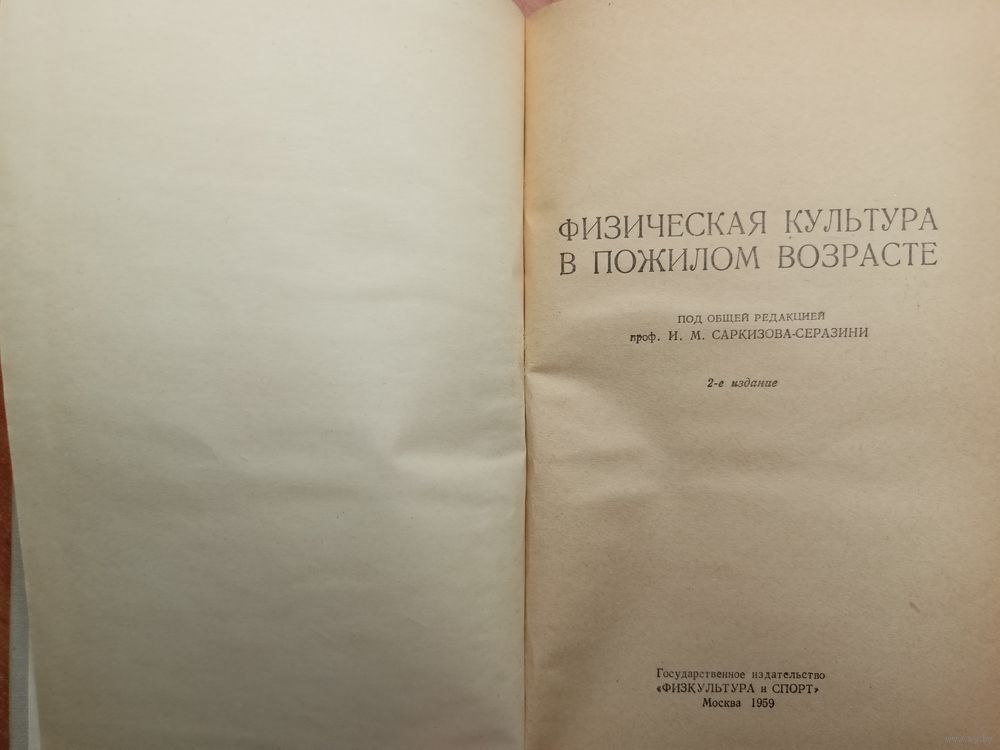 ФИЗИЧЕСКАЯ КУЛЬТУРА
В ПОЖИЛОМ ВОЗРАСТЕ
ПОД ОБЩЕЙ РЕДАКЦИЕЙ
проф. И. М. САРКИЗОВА-СЕРАЗИНИ
2-е издание
Государственное издательство
«ФИЗКУЛЬТУРА и СПОРТ»
Москва 1959